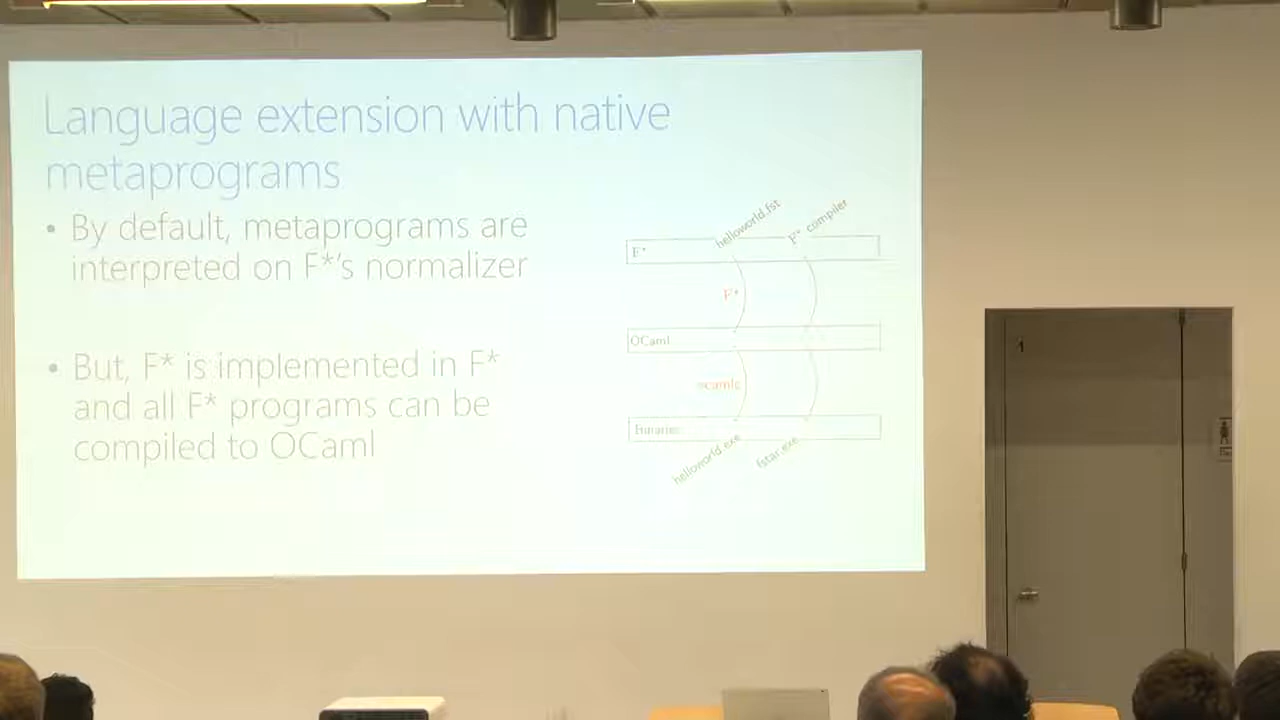 Language extension with native
metaprograms
• By default, metaprograms are
interpreted on F*'s normalizer
• But, F* is implemented in F*
and all F* programs can be
compiled to OCaml
helloworld.fst
F* compiler
F*
F*
OCaml
ocamlc
Binaries
helloworld.exe
fstar.exe
1